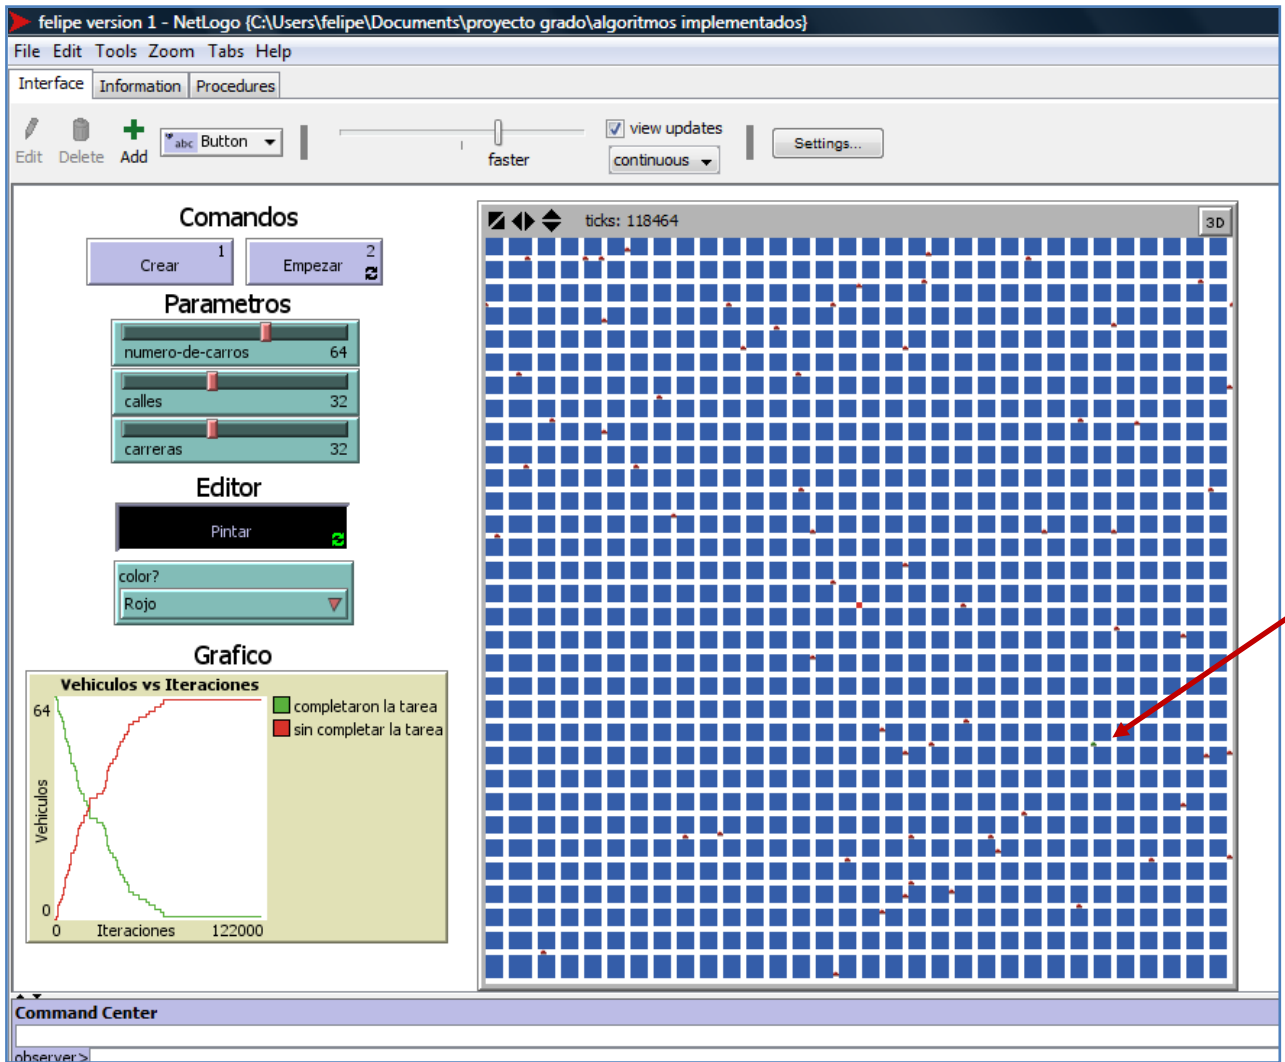 felipe version 1 - NetLogo {C:\Users\felipe\Documents\proyecto grado\algoritmos implementados}
File Edit Tools Zoom Tabs Help
Interface Information Procedures
Edit Delete Add abc Button faster view updates continuous Settings...
Comandos
Crear 1 Empezar 2
Parametros
numero-de-carros 64
calles 32
carreras 32
Editor
Pintar
color?
Rojo
Grafico
Vehiculos vs Iteraciones
64
Vehiculos
0
0 Iteraciones 122000
completaron la tarea
sin completar la tarea
ticks: 118464 3D
Command Center
observer>